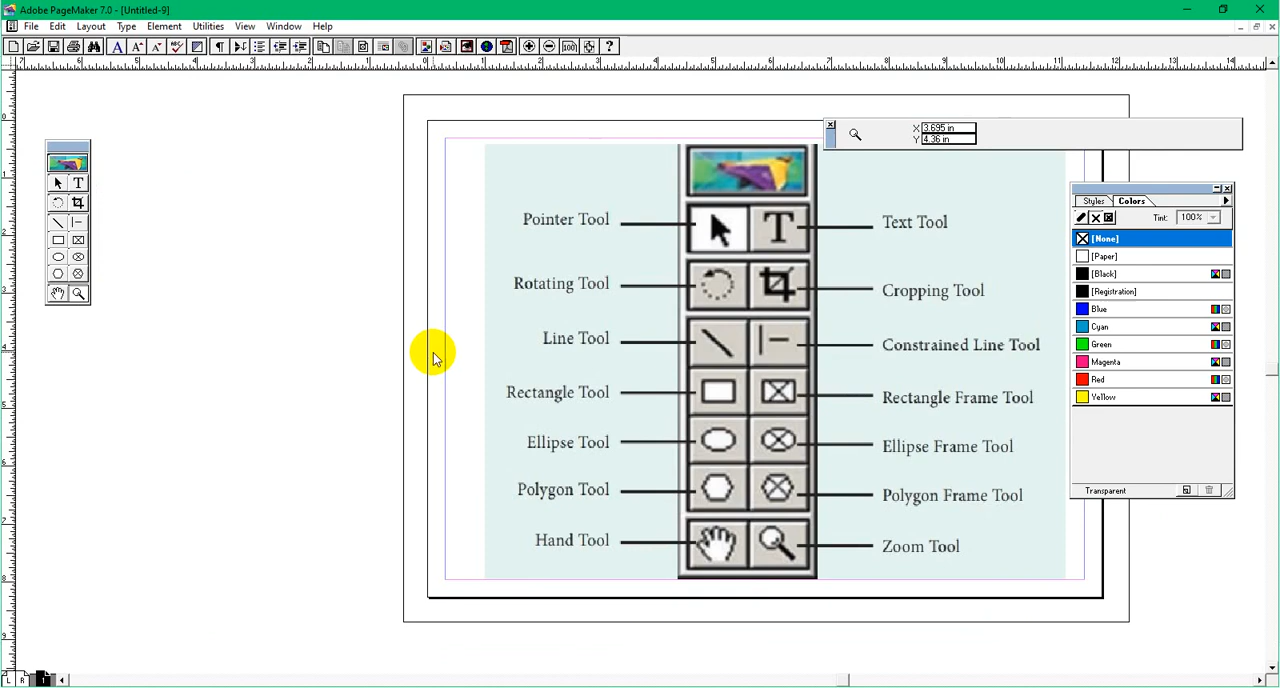 Adobe PageMaker 7.0 - [Untitled-9]
File Edit Layout Type Element Utilities View Window Help
X 3.695 in
Y 4.36 in
Pointer Tool
Text Tool
Rotating Tool
Cropping Tool
Line Tool
Constrained Line Tool
Rectangle Tool
Rectangle Frame Tool
Ellipse Tool
Ellipse Frame Tool
Polygon Tool
Polygon Frame Tool
Hand Tool
Zoom Tool
Styles Colors
Tint: 100%
[None]
[Paper]
[Black]
[Registration]
Blue
Cyan
Green
Magenta
Red
Yellow
Transparent
L R 1